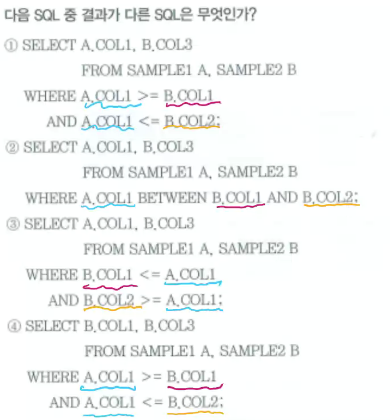 다음 SQL 중 결과가 다른 SQL은 무엇인가?
① SELECT A.COL1, B.COL3
FROM SAMPLE1 A, SAMPLE2 B
WHERE A.COL1 >= B.COL1
AND A.COL1 <= B.COL2;
② SELECT A.COL1, B.COL3
FROM SAMPLE1 A, SAMPLE2 B
WHERE A.COL1 BETWEEN B.COL1 AND B.COL2;
③ SELECT A.COL1, B.COL3
FROM SAMPLE1 A, SAMPLE2 B
WHERE B.COL1 <= A.COL1
AND B.COL2 >= A.COL1;
④ SELECT B.COL1, B.COL3
FROM SAMPLE1 A, SAMPLE2 B
WHERE A.COL1 >= B.COL1
AND A.COL1 <= B.COL2;